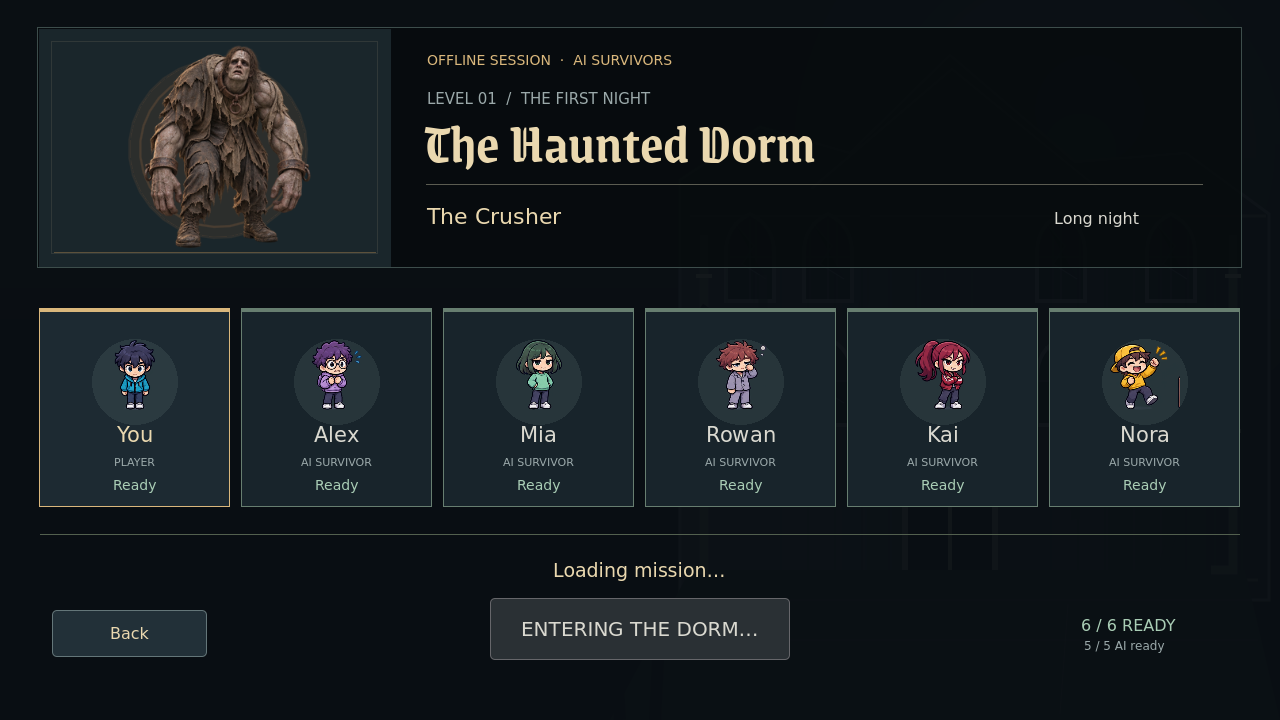 OFFLINE SESSION · AI SURVIVORS
LEVEL 01 / THE FIRST NIGHT
The Haunted Dorm
The Crusher
Long night
You
PLAYER
Ready
Alex
AI SURVIVOR
Ready
Mia
AI SURVIVOR
Ready
Rowan
AI SURVIVOR
Ready
Kai
AI SURVIVOR
Ready
Nora
AI SURVIVOR
Ready
Loading mission...
Back
ENTERING THE DORM...
6 / 6 READY
5 / 5 AI ready